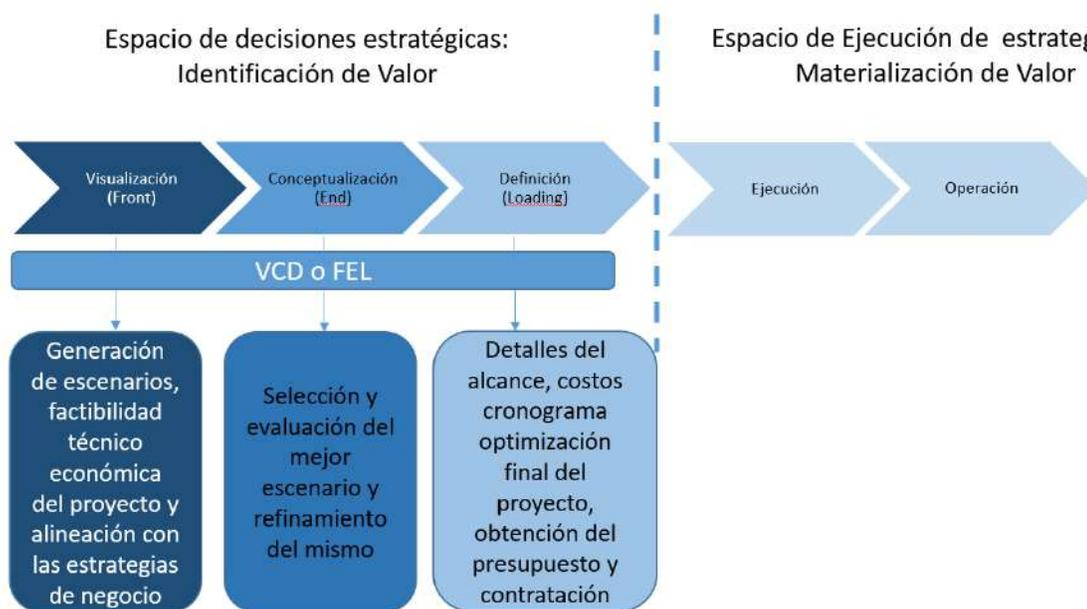 Espacio de decisiones estratégicas:
Identificación de Valor
Espacio de Ejecución de
Materialización de Valor
Visualización
(Front)
Conceptualización
(End)
Definición
(Loading)
Ejecución
Operación
VCD o FEL
Generación
de escenarios,
factibilidad
técnico
económica
del proyecto y
alineación con
las estrategias
de negocio
Selección y
evaluación del
mejor
escenario y
refinamiento
del mismo
Detalles del
alcance, costos
cronograma
optimización
final del
proyecto,
obtención del
presupuesto y
contratación